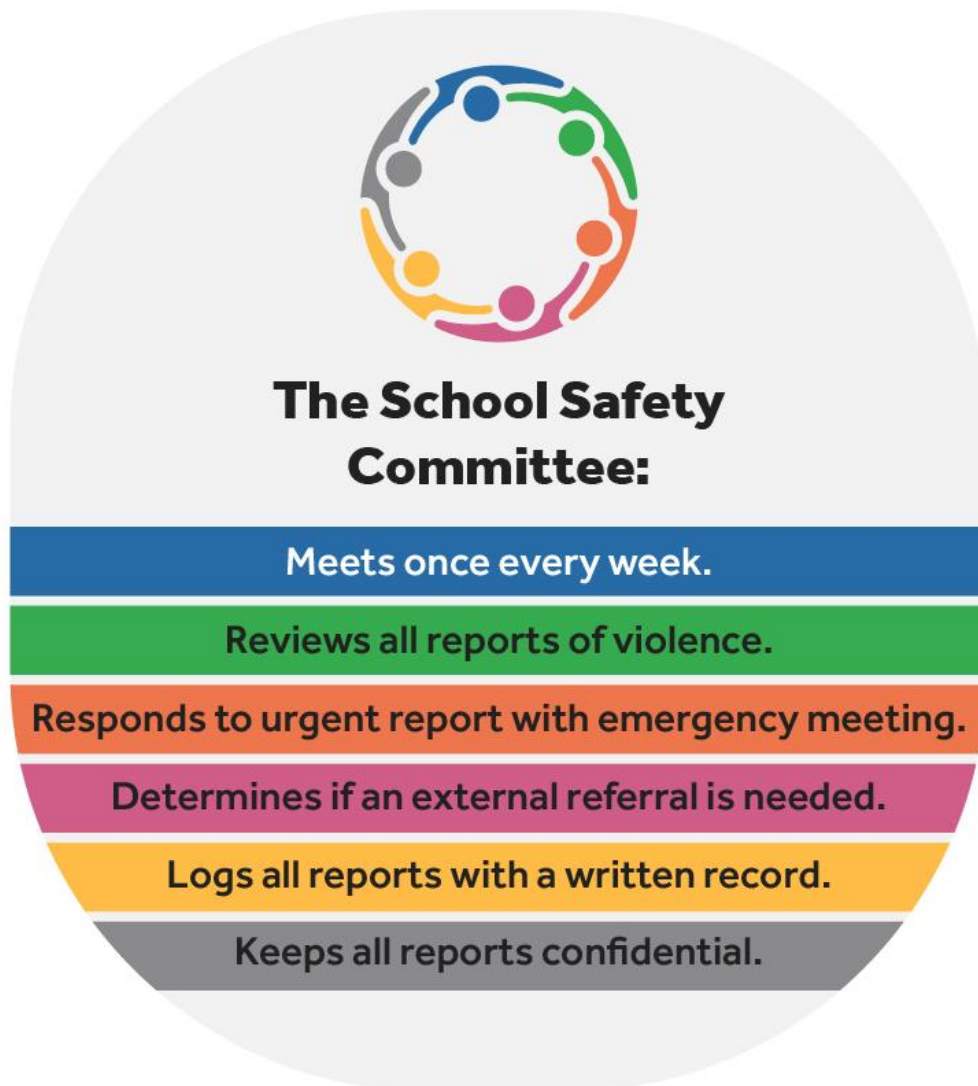 The School Safety
Committee:
Meets once every week.
Reviews all reports of violence.
Responds to urgent report with emergency meeting.
Determines if an external referral is needed.
Logs all reports with a written record.
Keeps all reports confidential.